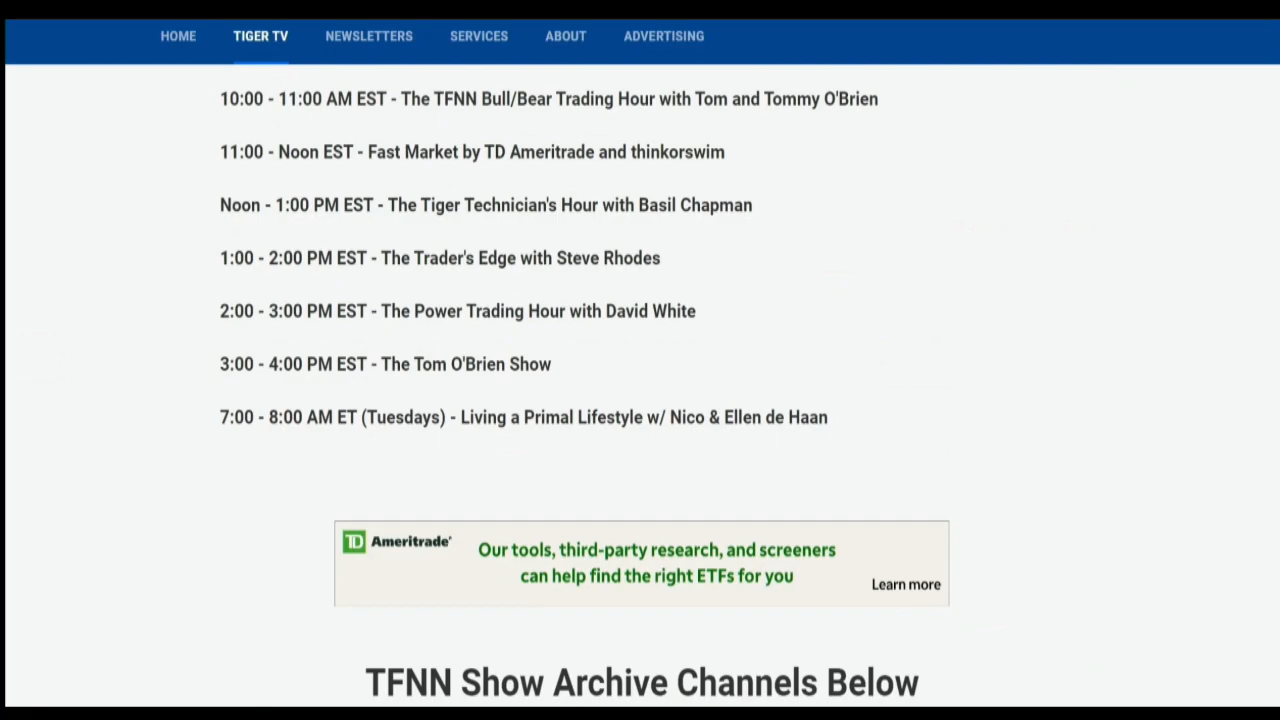 HOME TIGER TV NEWSLETTERS SERVICES ABOUT ADVERTISING
10:00 - 11:00 AM EST - The TFNN Bull/Bear Trading Hour with Tom and Tommy O'Brien
11:00 - Noon EST - Fast Market by TD Ameritrade and thinkorswim
Noon - 1:00 PM EST - The Tiger Technician's Hour with Basil Chapman
1:00 - 2:00 PM EST - The Trader's Edge with Steve Rhodes
2:00 - 3:00 PM EST - The Power Trading Hour with David White
3:00 - 4:00 PM EST - The Tom O'Brien Show
7:00 - 8:00 AM ET (Tuesdays) - Living a Primal Lifestyle w/ Nico & Ellen de Haan
TD Ameritrade
Our tools, third-party research, and screeners
can help find the right ETFs for you
Learn more
TFNN Show Archive Channels Below